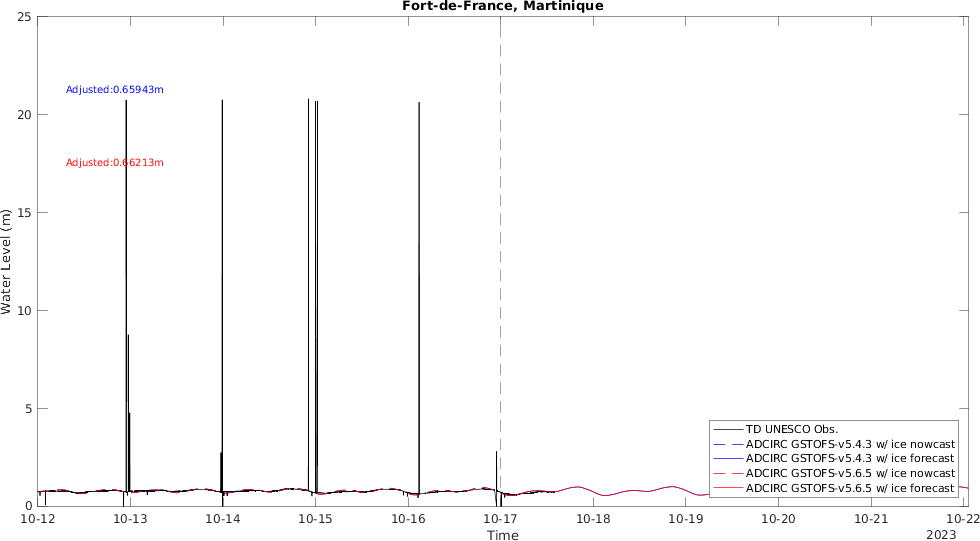 Fort-de-France, Martinique
25
20
15
10
5
0
Water Level (m)
Adjusted:0.65943m
Adjusted:0.66213m
TD UNESCO Obs.
ADCIRC GSTOFS-v5.4.3 w/ ice nowcast
ADCIRC GSTOFS-v5.4.3 w/ ice forecast
ADCIRC GSTOFS-v5.6.5 w/ ice nowcast
ADCIRC GSTOFS-v5.6.5 w/ ice forecast
10-12 10-13 10-14 10-15 10-16 10-17 10-18 10-19 10-20 10-21 10-22
Time
2023